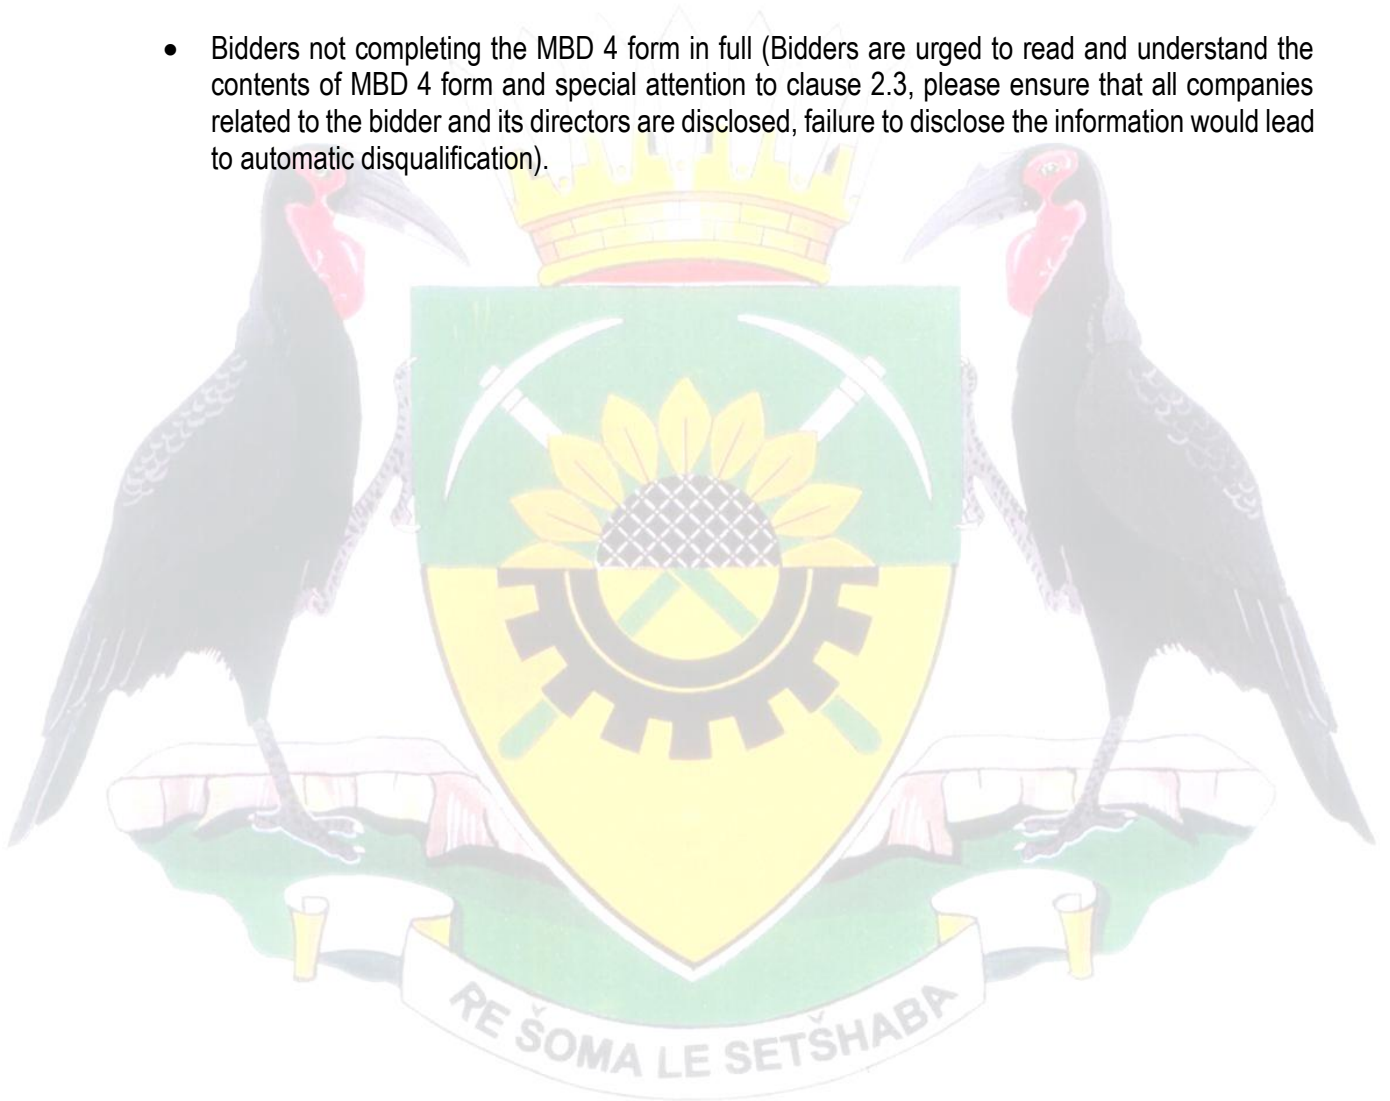 • Bidders not completing the MBD 4 form in full (Bidders are urged to read and understand the
contents of MBD 4 form and special attention to clause 2.3, please ensure that all companies
related to the bidder and its directors are disclosed, failure to disclose the information would lead
to automatic disqualification).
RE ŠOMA LE SETŠHABA